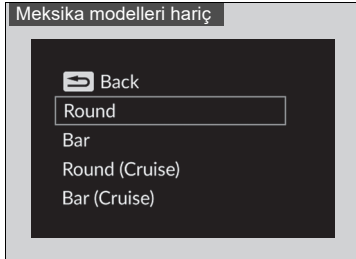 Meksika modelleri hariç
Back
Round
Bar
Round (Cruise)
Bar (Cruise)